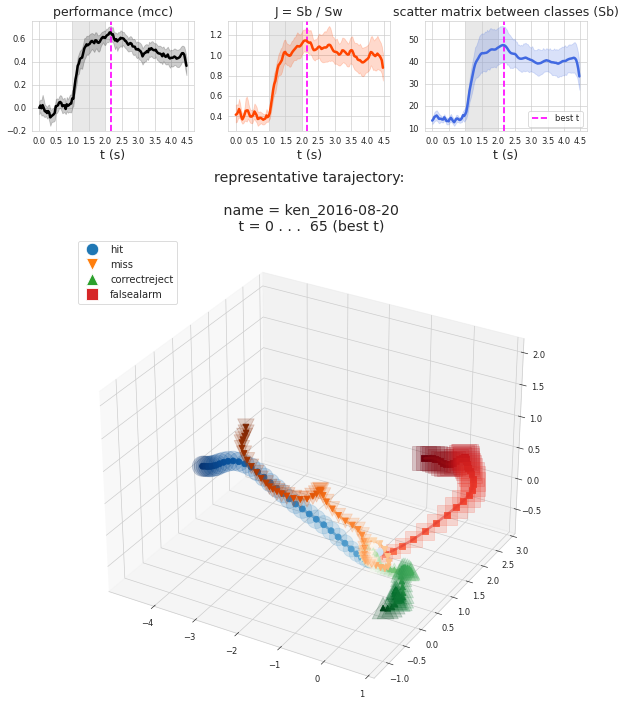 performance (mcc)
0.6
0.4
0.2
0.0
−0.2
0.0 0.5 1.0 1.5 2.0 2.5 3.0 3.5 4.0 4.5
t (s)
J = Sb / Sw
1.2
1.0
0.8
0.6
0.4
0.0 0.5 1.0 1.5 2.0 2.5 3.0 3.5 4.0 4.5
t (s)
scatter matrix between classes (Sb)
50
40
30
20
10
best t
0.0 0.5 1.0 1.5 2.0 2.5 3.0 3.5 4.0 4.5
t (s)
representative tarajectory:
name = ken_2016-08-20
t = 0 . . .  65 (best t)
hit
miss
correctreject
falsealarm
2.0
1.5
1.0
0.5
0.0
−0.5
3.0
2.5
2.0
1.5
1.0
0.5
0.0
−0.5
−1.0
−4
−3
−2
−1
0
1